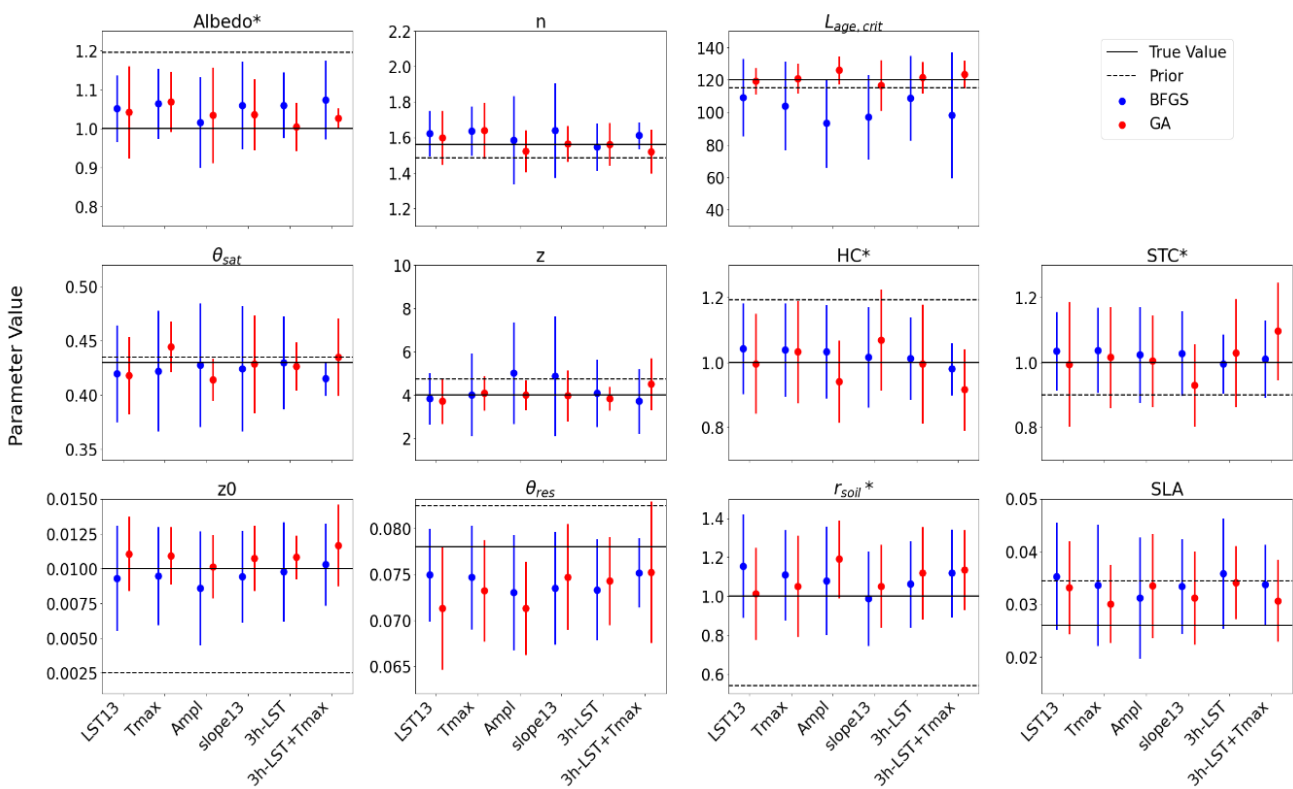 Albedo*
n
L_age,crit
1.2
1.1
1.0
0.9
0.8
2.2
2.0
1.8
1.6
1.4
1.2
140
120
100
80
60
40
True Value
Prior
BFGS
GA
Parameter Value
θ_sat
z
HC*
STC*
0.50
0.45
0.40
0.35
10
8
6
4
2
1.2
1.0
0.8
1.2
1.0
0.8
z0
θ_res
r_soil*
SLA
0.0150
0.0125
0.0100
0.0075
0.0050
0.0025
0.080
0.075
0.070
0.065
1.4
1.2
1.0
0.8
0.6
0.05
0.04
0.03
0.02
LST13
Tmax
Ampl
slope13
3h-LST
3h-LST+Tmax
LST13
Tmax
Ampl
slope13
3h-LST
3h-LST+Tmax
LST13
Tmax
Ampl
slope13
3h-LST
3h-LST+Tmax
LST13
Tmax
Ampl
slope13
3h-LST
3h-LST+Tmax